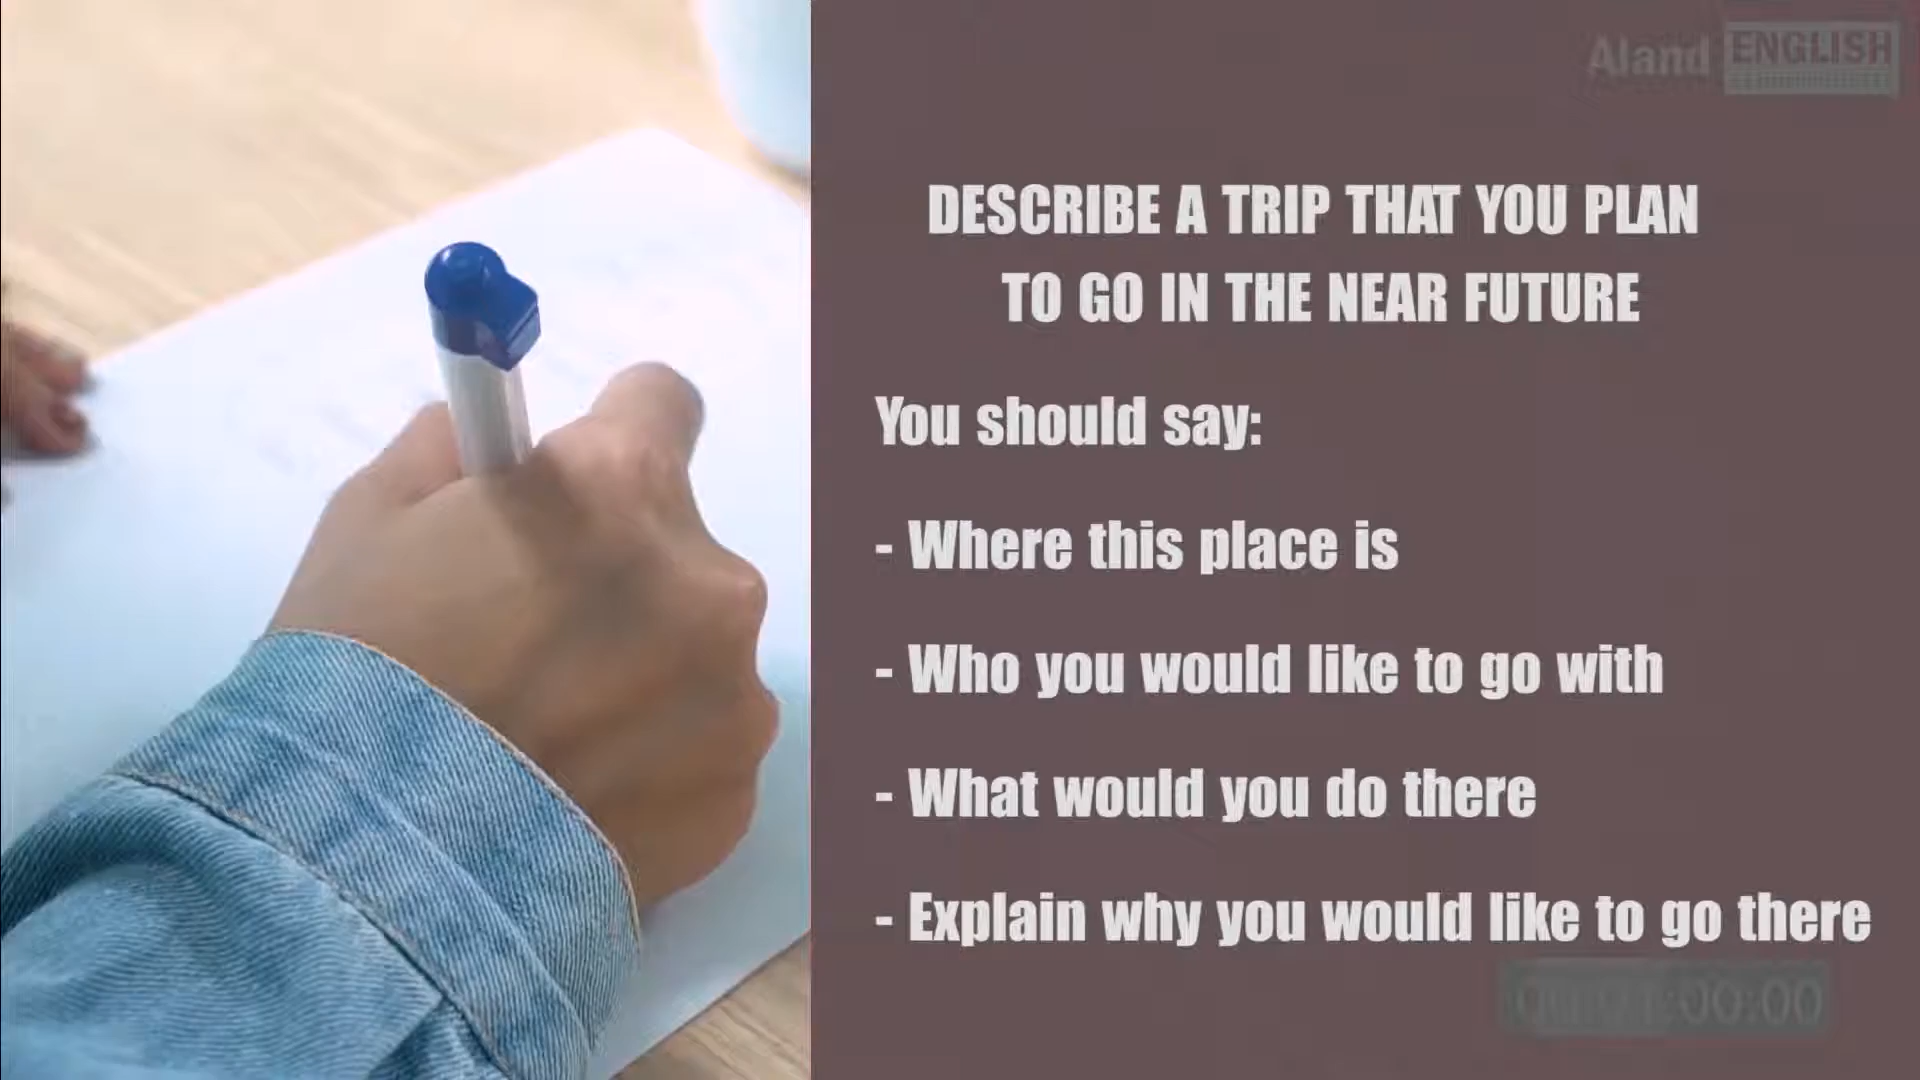 Aland ENGLISH
DESCRIBE A TRIP THAT YOU PLAN
TO GO IN THE NEAR FUTURE
You should say:
- Where this place is
- Who you would like to go with
- What would you do there
- Explain why you would like to go there